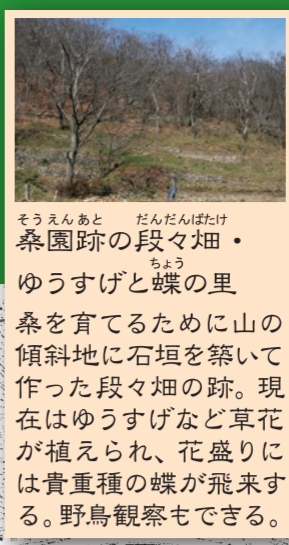 そうえんあと だんだんばたけ
桑園跡の段々畑・
ちょう
ゆうすげと蝶の里
桑を育てるために山の
傾斜地に石垣を築いて
作った段々畑の跡。現
在はゆうすげなど草花
が植えられ、花盛りに
は貴重種の蝶が飛来す
る。野鳥観察もできる。